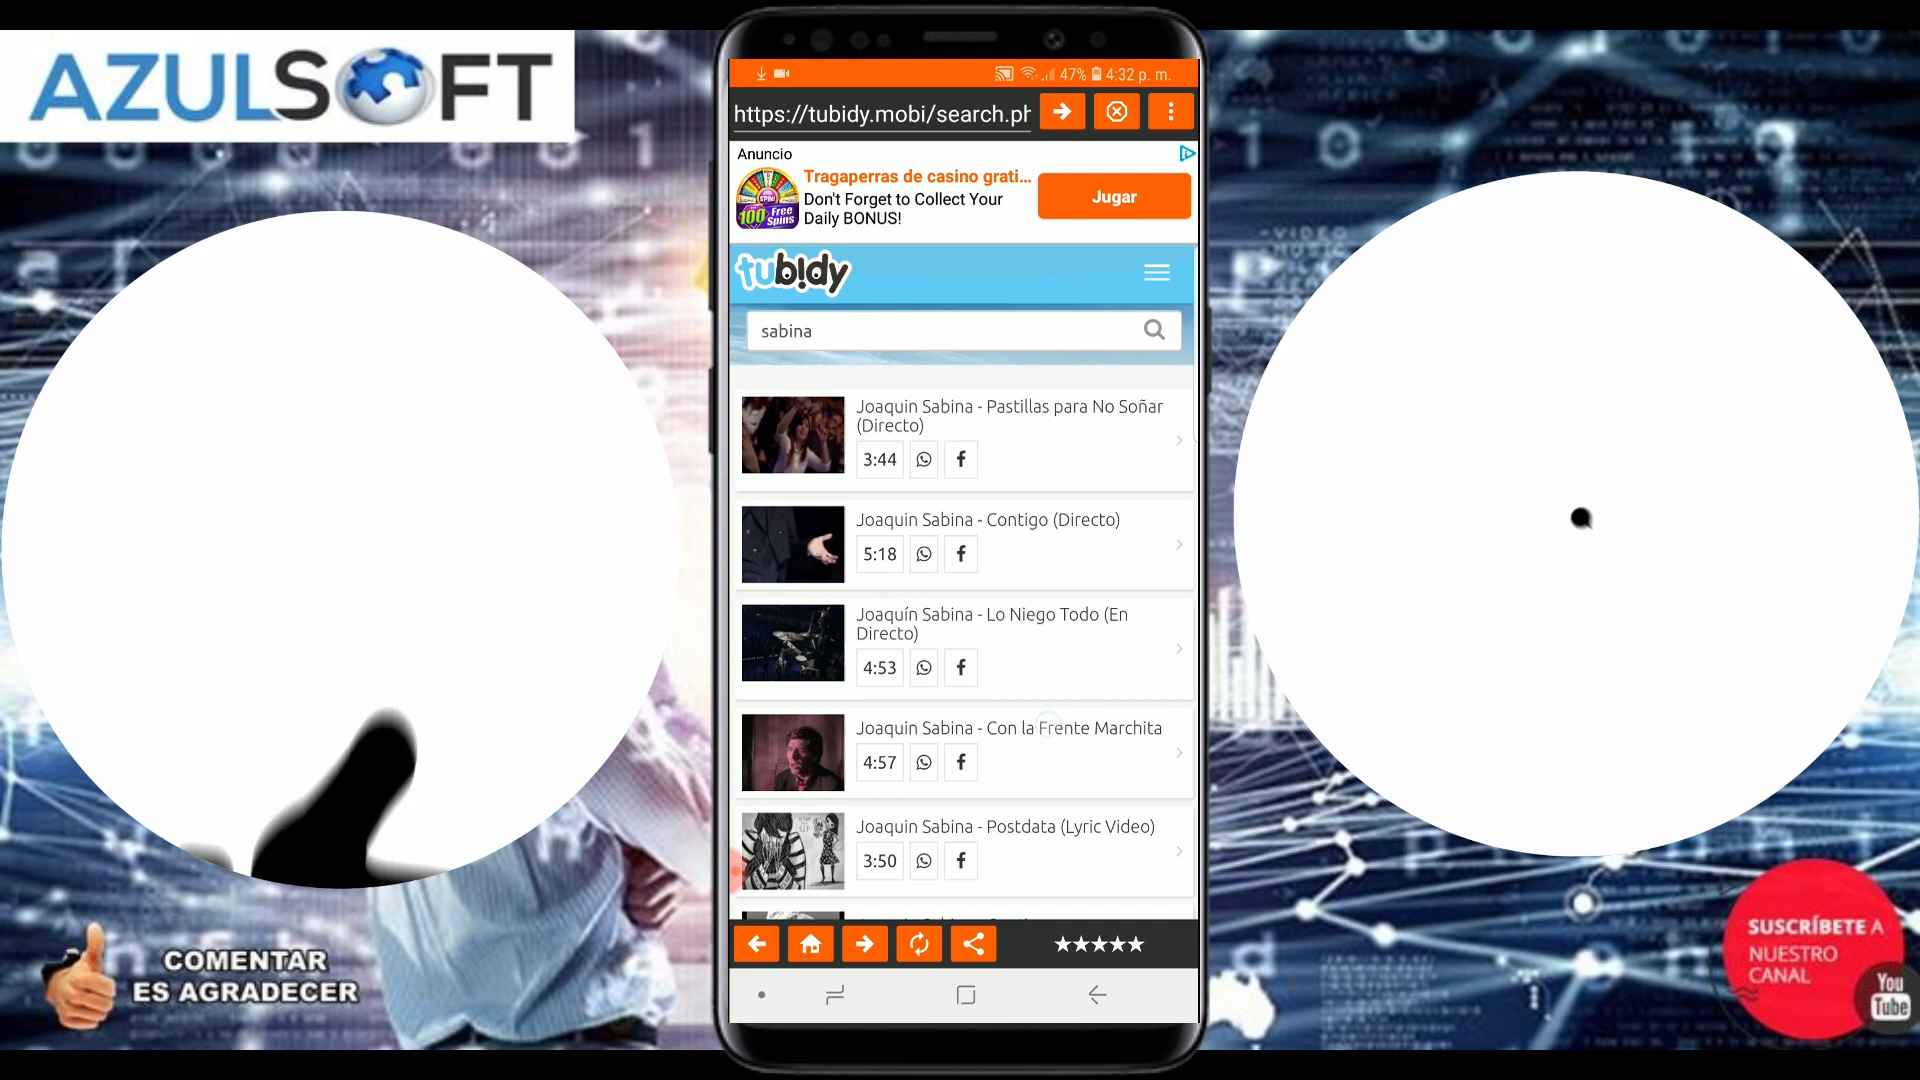 AZULSOFT
47% 4:32 p. m.
https://tubidy.mobi/search.ph
Anuncio
Tragaperras de casino grati...
Don't Forget to Collect Your
Daily BONUS!
Jugar
SPIN
100 Free
Spins
tubidy
sabina
Joaquin Sabina - Pastillas para No Soñar
(Directo)
3:44
Joaquin Sabina - Contigo (Directo)
5:18
Joaquín Sabina - Lo Niego Todo (En
Directo)
4:53
Joaquin Sabina - Con la Frente Marchita
4:57
Joaquin Sabina - Postdata (Lyric Video)
3:50
COMENTAR
ES AGRADECER
SUSCRÍBETE A
NUESTRO
CANAL
You
Tube